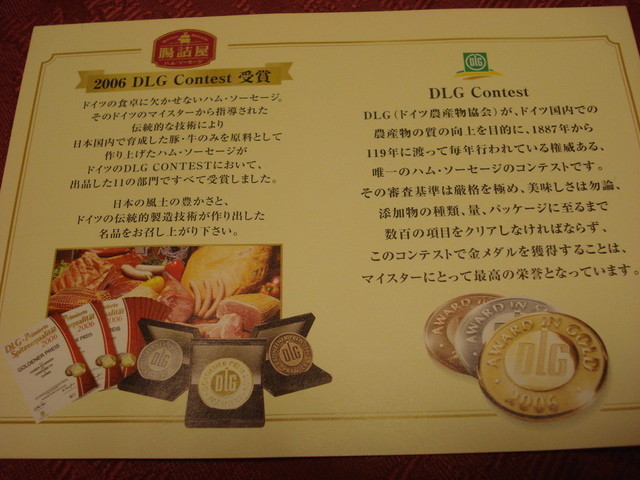 腸詰屋
ハム・ソーセージ
2006 DLG Contest 受賞
ドイツの食卓に欠かせないハム・ソーセージ。
そのドイツのマイスターから指導された
伝統的な技術により
日本国内で育成した豚・牛のみを原料として
作り上げたハム・ソーセージが
ドイツのDLG CONTESTにおいて、
出品した11の部門ですべて受賞しました。
日本の風土の豊かさと、
ドイツの伝統的製造技術が作り出した
名品をお召し上がり下さい。
DLG
DLG Contest
DLG(ドイツ農産物協会)が、ドイツ国内での
農産物の質の向上を目的に、1887年から
119年に渡って毎年行われている権威ある、
唯一のハム・ソーセージのコンテストです。
その審査基準は厳格を極め、美味しさは勿論、
添加物の種類、量、パッケージに至るまで
数百の項目をクリアしなければならず、
このコンテストで金メダルを獲得することは、
マイスターにとって最高の栄誉となっています。
2006
GOLDENER PREIS
2006
2006
DLG
DLG
DLG
AWARD IN
AWARD IN
AWARD IN GOLD
DLG
2006